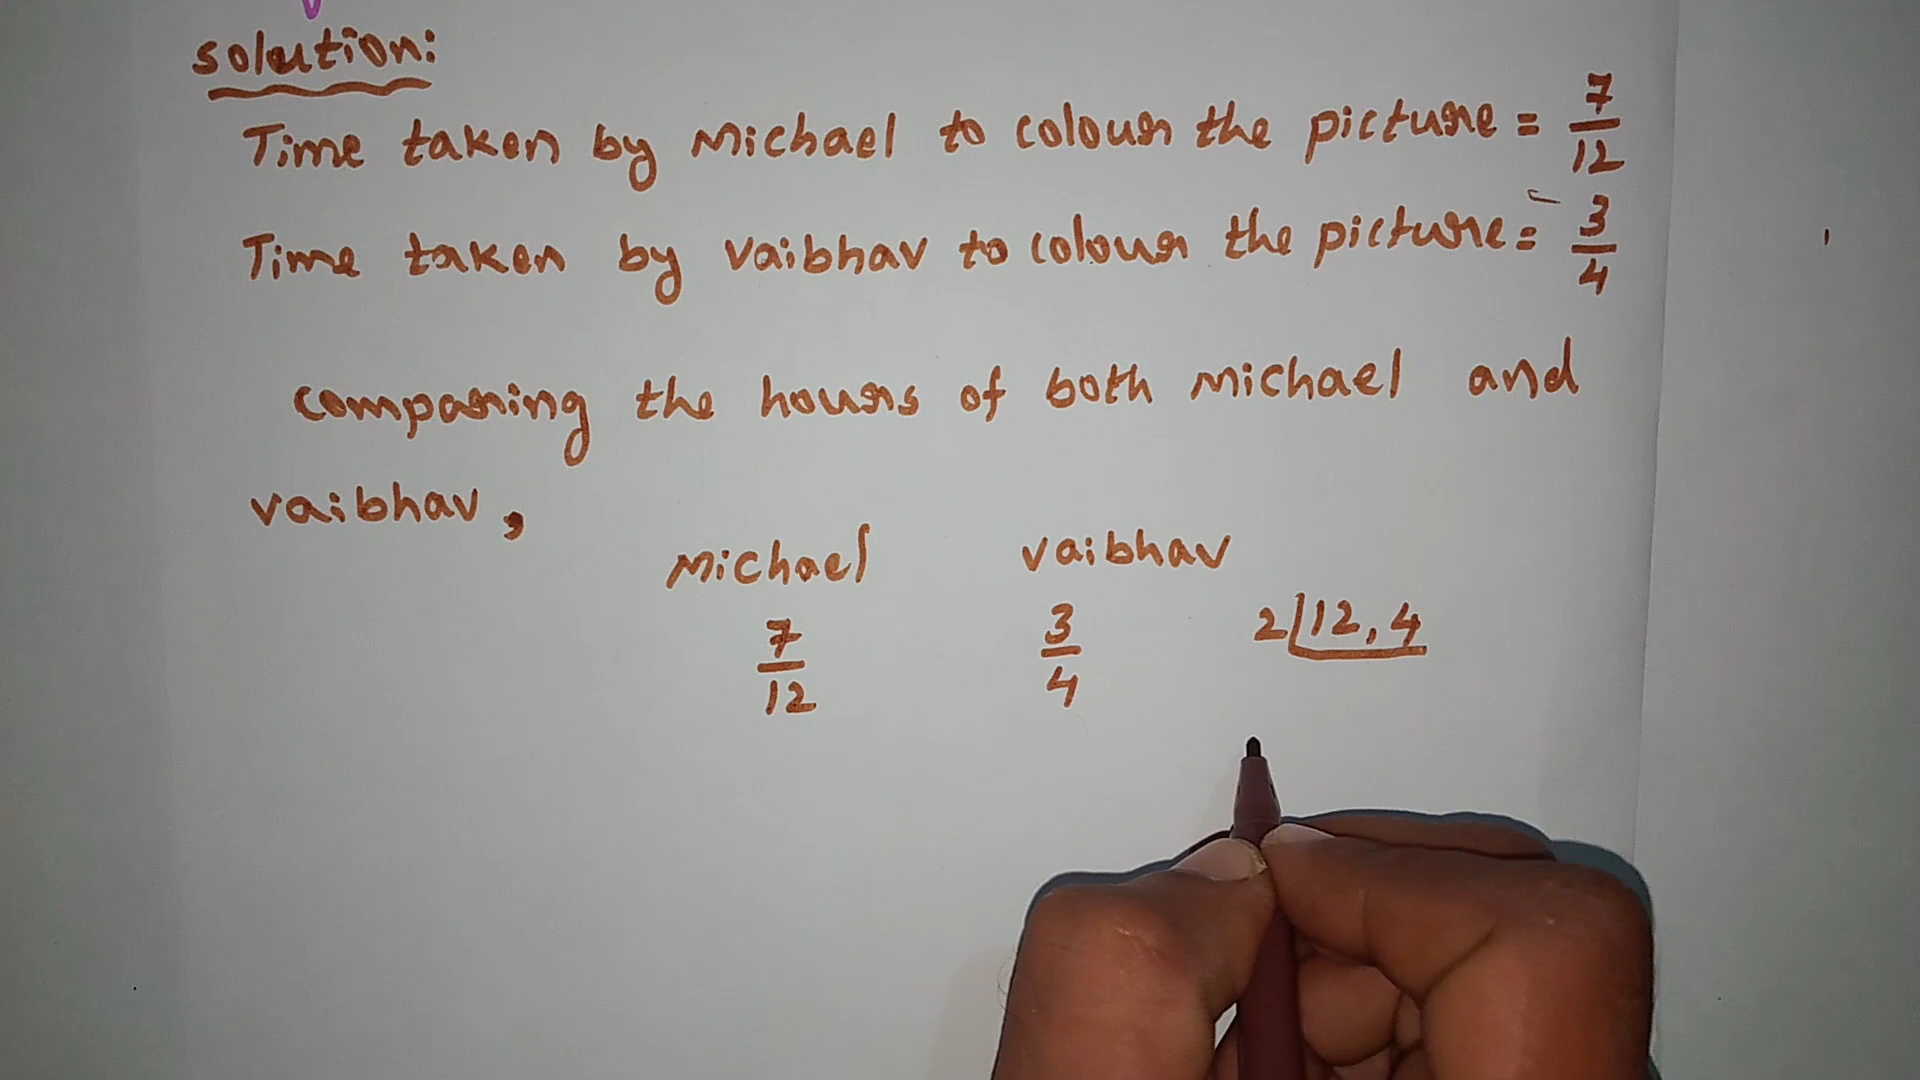 solution:
Time taken by Michael to colour the picture = 7/12
Time taken by Vaibhav to colour the picture = 3/4
comparing the hours of both Michael and
vaibhav,
Michael vaibhav
7/12 3/4 2|12, 4